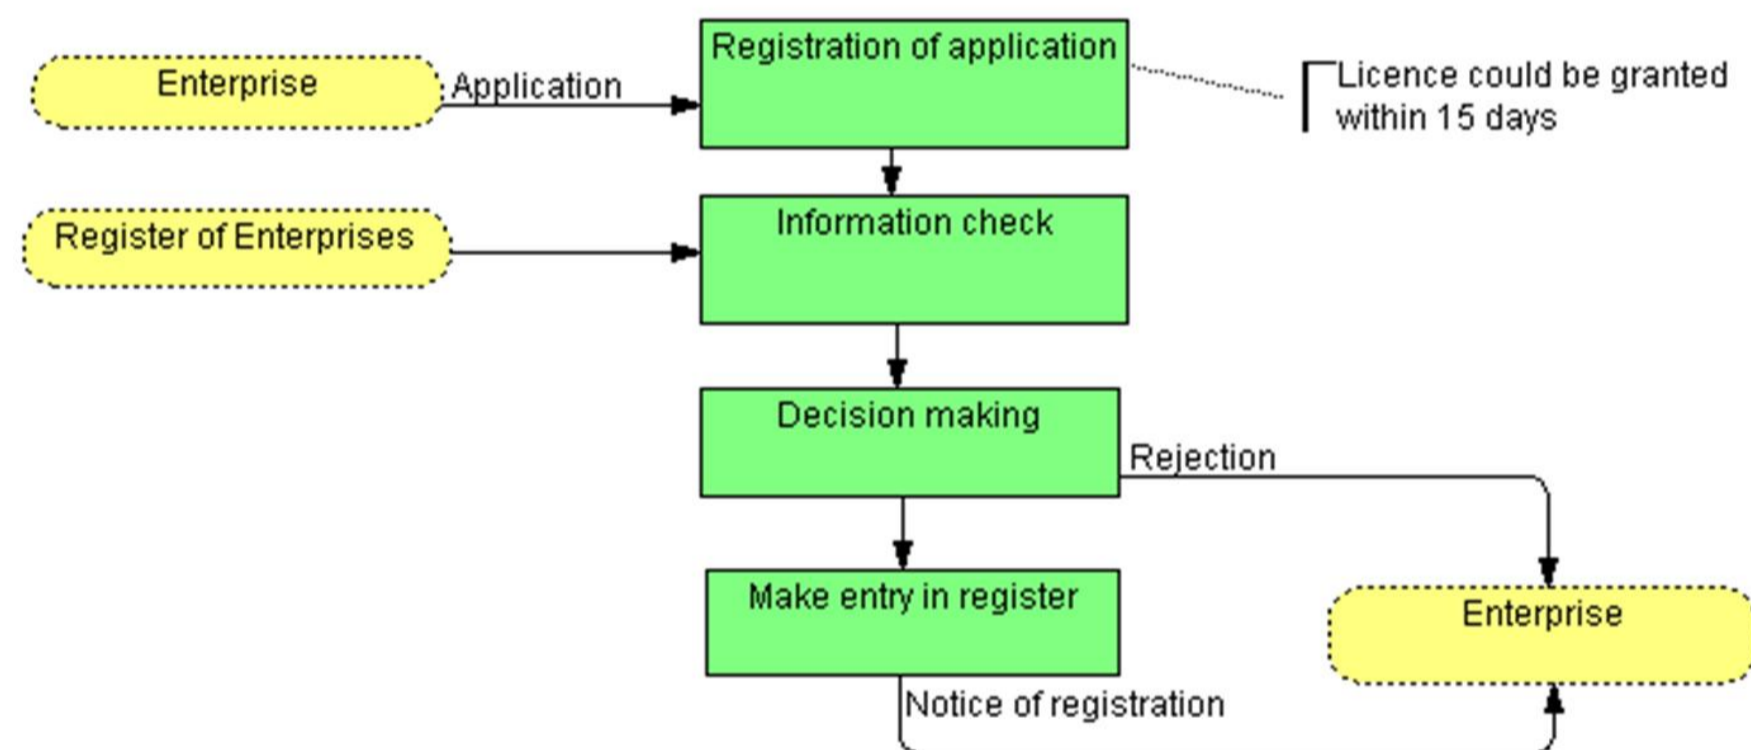 Registration of application
Enterprise
Application
Licence could be granted
within 15 days
Register of Enterprises
Information check
Decision making
Rejection
Make entry in register
Enterprise
Notice of registration